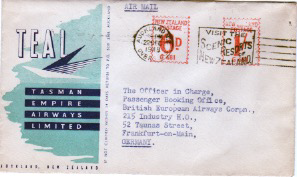 AIR MAIL
TEAL
TASMAN
EMPIRE
AIRWAYS
LIMITED
AUCKLAND, NEW ZEALAND
NEW ZEALAND
VISIT THE
SCENIC
RESORTS
NEW ZEALAND
The Officer in Charge,
Passenger Booking Office,
British European Airways Corpn.,
215 Industry H.Q.,
52 Taunus Street,
Frankfurt-on-Main,
GERMANY.